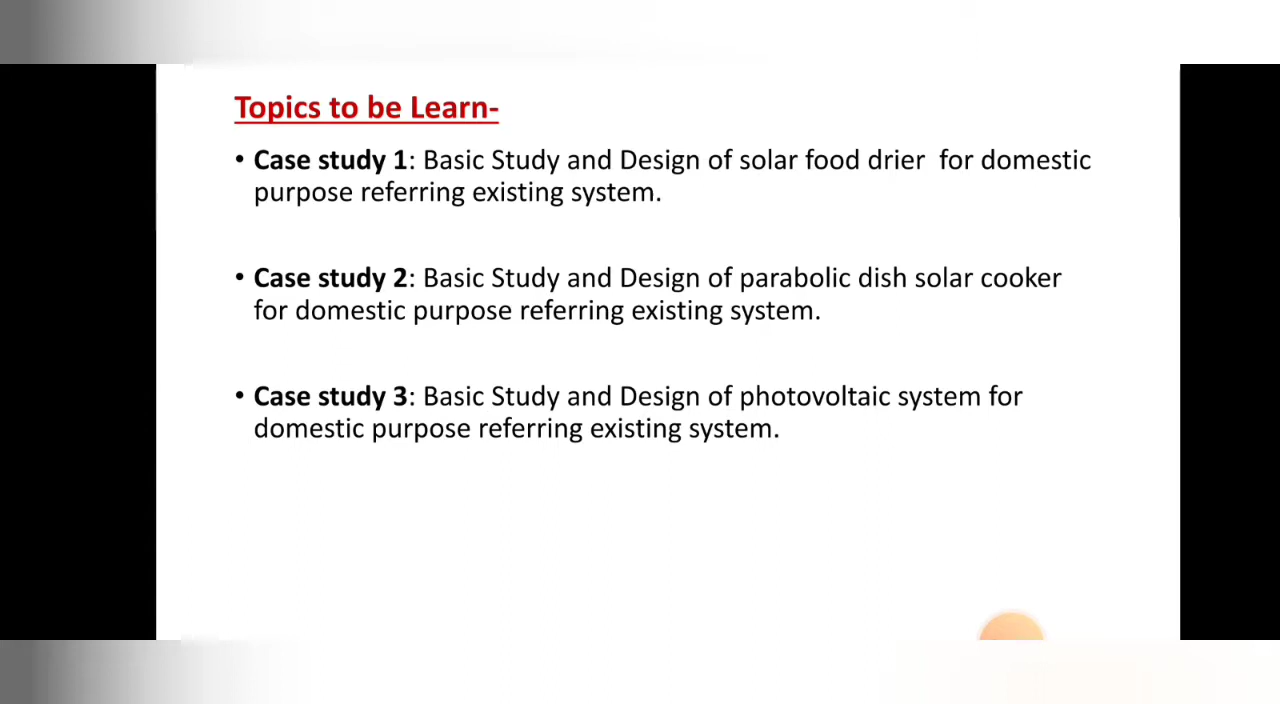 Topics to be Learn-
• Case study 1: Basic Study and Design of solar food drier  for domestic
purpose referring existing system.
• Case study 2: Basic Study and Design of parabolic dish solar cooker
for domestic purpose referring existing system.
• Case study 3: Basic Study and Design of photovoltaic system for
domestic purpose referring existing system.